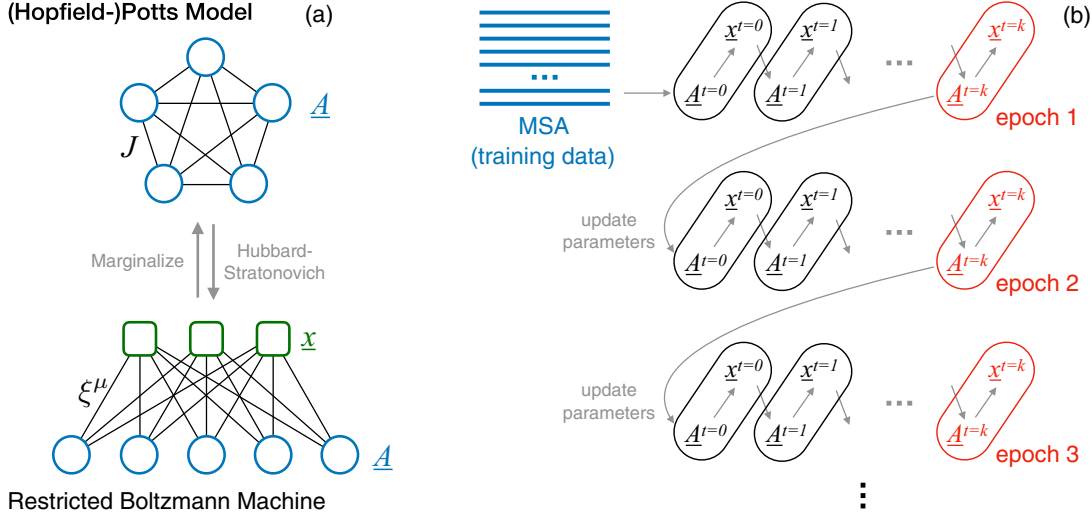 (Hopfield-)Potts Model
(a)
A
J
Marginalize
Hubbard-
Stratonovich
x
ξ^μ
A
Restricted Boltzmann Machine
(b)
...
MSA
(training data)
x^{t=0} x^{t=1} ... x^{t=k}
A^{t=0} A^{t=1} A^{t=k}
epoch 1
update
parameters
x^{t=0} x^{t=1} ... x^{t=k}
A^{t=0} A^{t=1} A^{t=k}
epoch 2
update
parameters
x^{t=0} x^{t=1} ... x^{t=k}
A^{t=0} A^{t=1} A^{t=k}
epoch 3
⋮